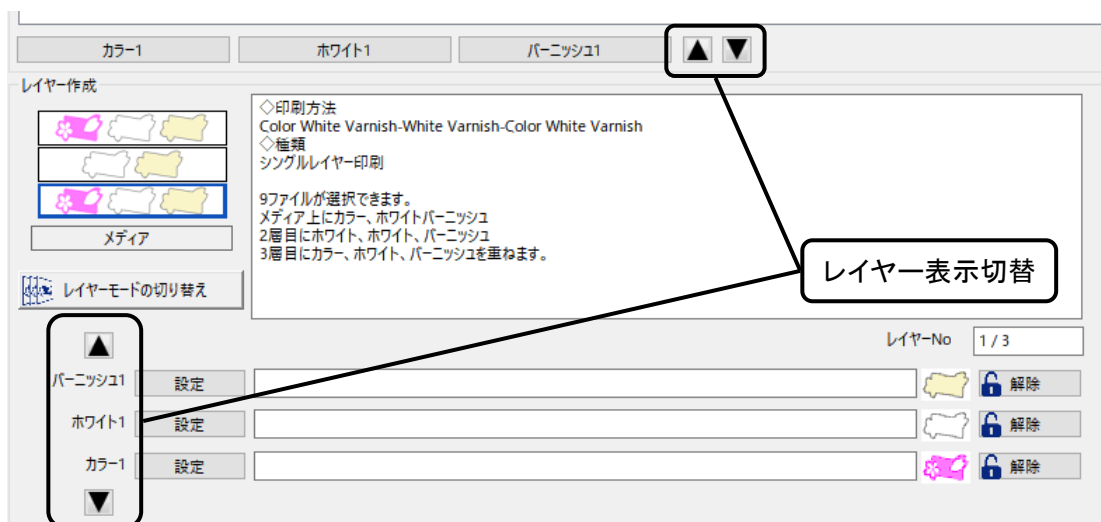 カラー1 ホワイト1 バーニッシュ1 ▲ ▼
レイヤー作成
◇印刷方法
Color White Varnish-White Varnish-Color White Varnish
◇種類
シングルレイヤー印刷
9ファイルが選択できます。
メディア上にカラー、ホワイトバーニッシュ
2層目にホワイト、ホワイト、バーニッシュ
3層目にカラー、ホワイト、バーニッシュを重ねます。
メディア
レイヤーモードの切り替え
レイヤー表示切替
レイヤーNo 1 / 3
▲
バーニッシュ1 設定 解除
ホワイト1 設定 解除
カラー1 設定 解除
▼